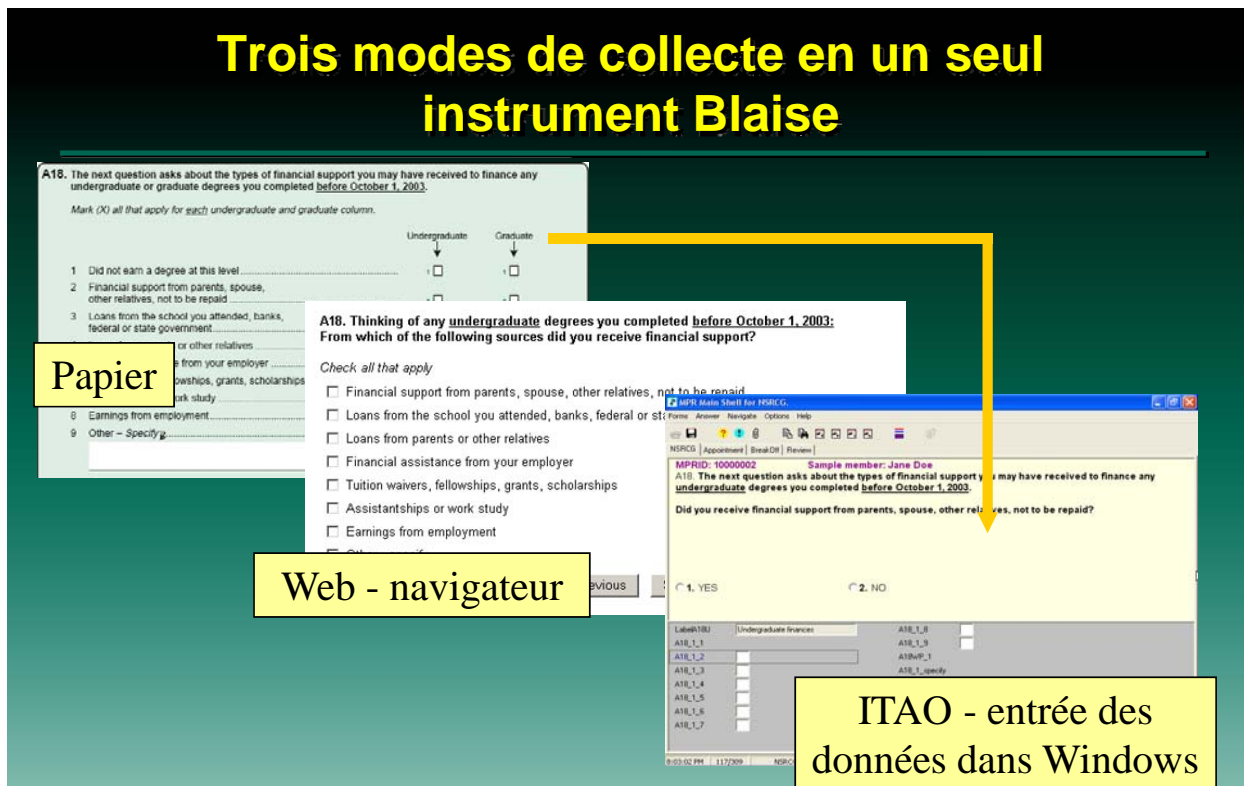 Trois modes de collecte en un seul
instrument Blaise
A18. The next question asks about the types of financial support you may have received to finance any
undergraduate or graduate degrees you completed before October 1, 2003.
Mark (X) all that apply for each undergraduate and graduate column.
Undergraduate Graduate
1 Did not earn a degree at this level
2 Financial support from parents, spouse,
other relatives, not to be repaid
3 Loans from the school you attended, banks,
federal or state government
or other relatives
from your employer
grants, scholarships
work study
8 Earnings from employment
9 Other – Specify
Papier
A18. Thinking of any undergraduate degrees you completed before October 1, 2003:
From which of the following sources did you receive financial support?
Check all that apply
Financial support from parents, spouse, other relatives, not to be repaid
Loans from the school you attended, banks, federal or
Loans from parents or other relatives
Financial assistance from your employer
Tuition waivers, fellowships, grants, scholarships
Assistantships or work study
Earnings from employment
Web - navigateur
MPR Main Shell for NSRCG.
Forms Answer Navigate Options Help
NSRCG Appointment BreakOff Review
MPRID: 10000002 Sample member: Jane Doe
A18. The next question asks about the types of financial support you may have received to finance any
undergraduate degrees you completed before October 1, 2003.
Did you receive financial support from parents, spouse, other relatives, not to be repaid?
1. YES 2. NO
LabelA18U Undergraduate finances A18_1_8
A18_1_1 A18_1_9
A18_1_2 A18WP_1
A18_1_3 A18_1_specify
A18_1_4
A18_1_5
A18_1_6
A18_1_7
117/309
ITAO - entrée des
données dans Windows